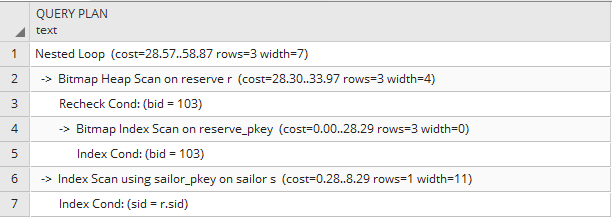 QUERY PLAN
text
1 Nested Loop (cost=28.57..58.87 rows=3 width=7)
2 -> Bitmap Heap Scan on reserve r (cost=28.30..33.97 rows=3 width=4)
3 Recheck Cond: (bid = 103)
4 -> Bitmap Index Scan on reserve_pkey (cost=0.00..28.29 rows=3 width=0)
5 Index Cond: (bid = 103)
6 -> Index Scan using sailor_pkey on sailor s (cost=0.28..8.29 rows=1 width=11)
7 Index Cond: (sid = r.sid)